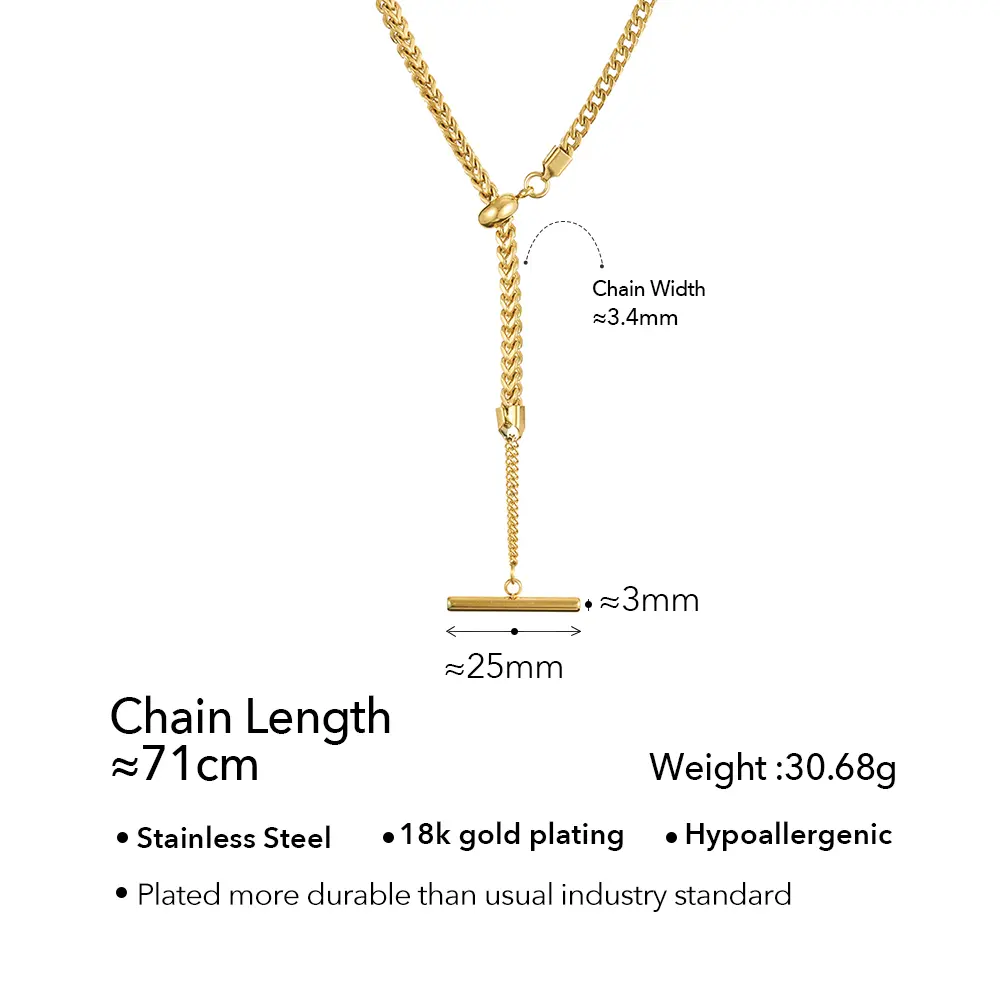 Chain Width
≈3.4mm
≈3mm
≈25mm
Chain Length
≈71cm
Weight :30.68g
• Stainless Steel
• 18k gold plating
• Hypoallergenic
• Plated more durable than usual industry standard